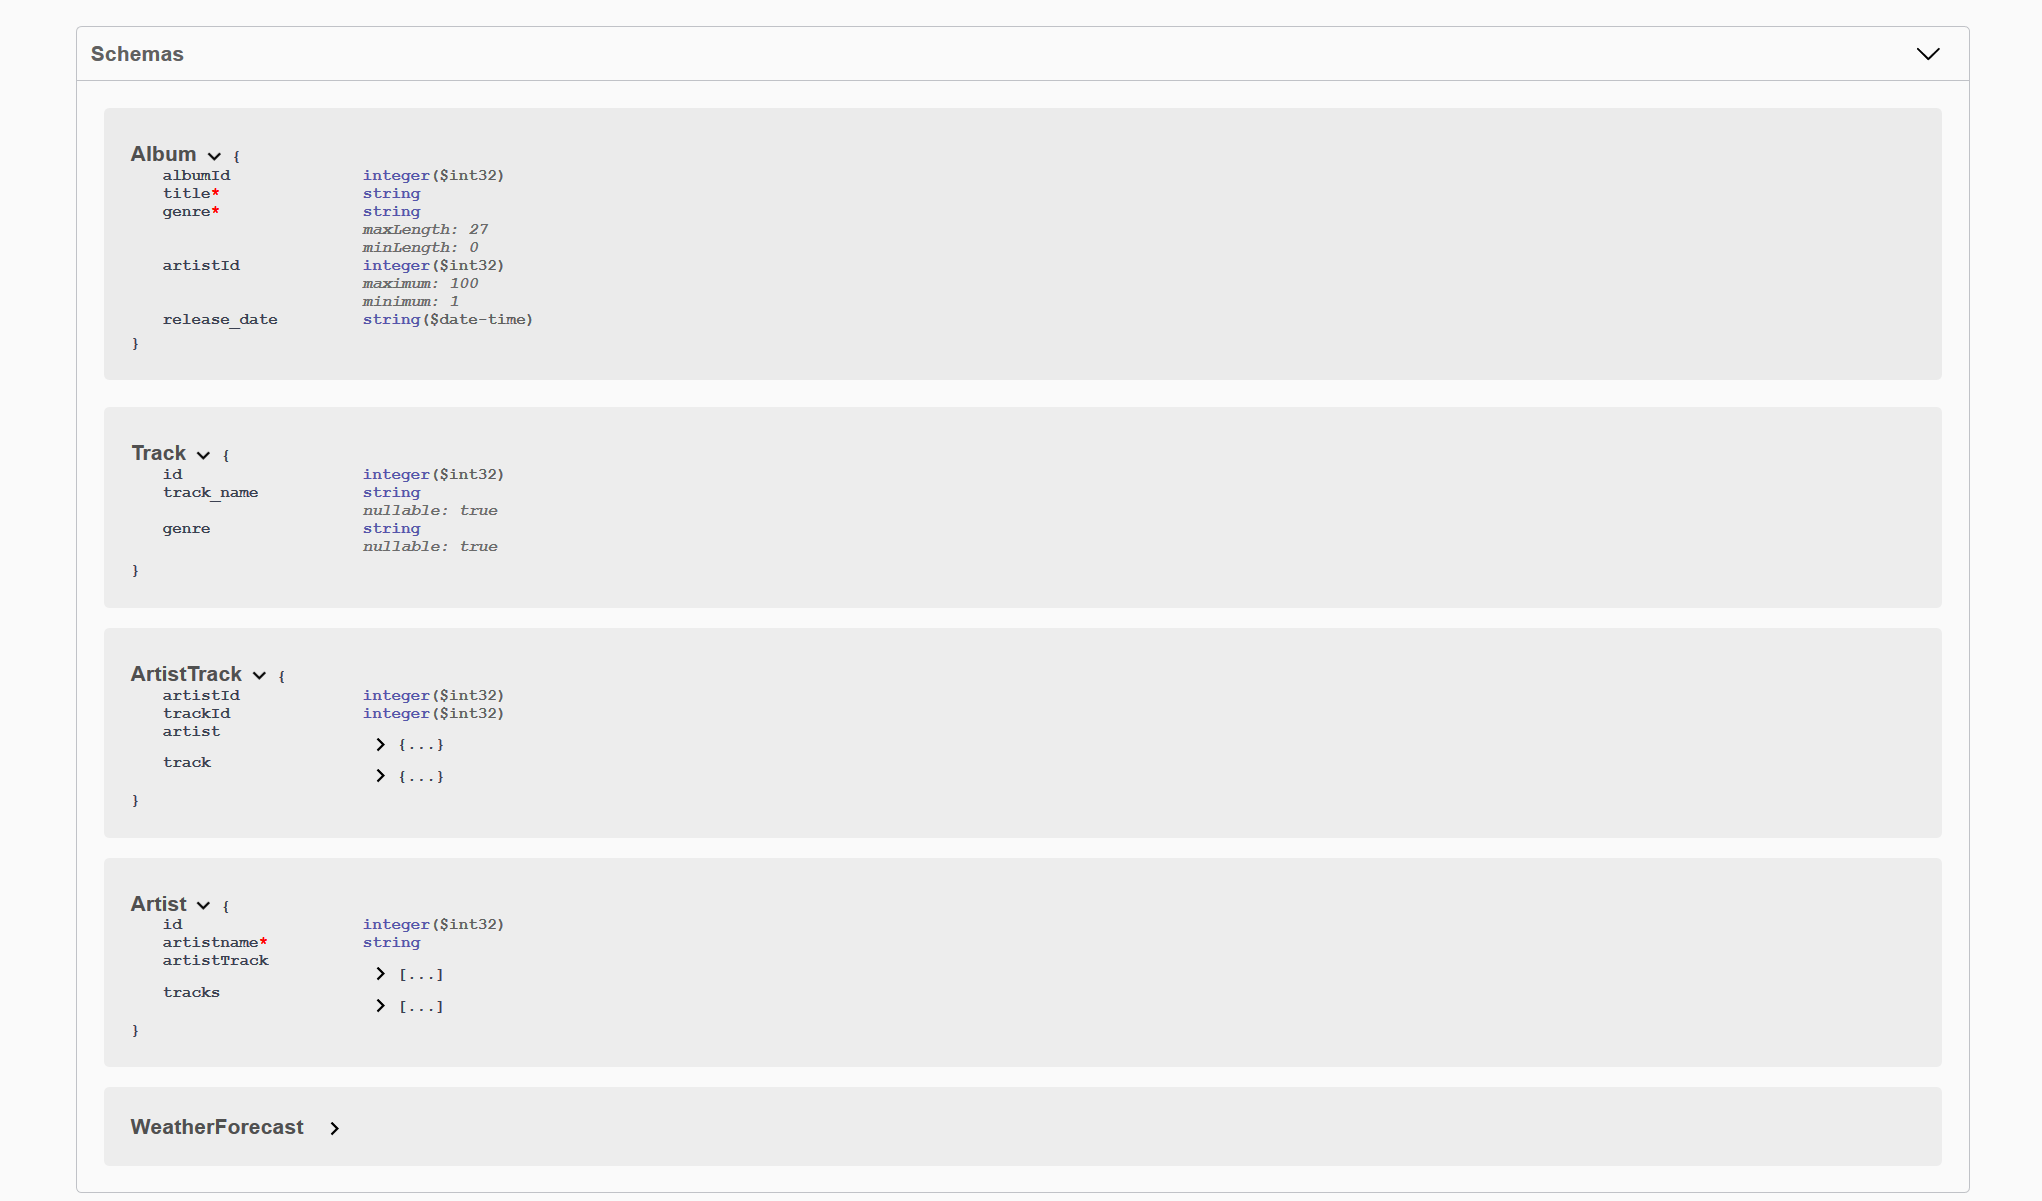 Schemas
Album {
albumId integer($int32)
title* string
genre* string
maxLength: 27
minLength: 0
artistId integer($int32)
maximum: 100
minimum: 1
release_date string($date-time)
}
Track {
id integer($int32)
track_name string
nullable: true
genre string
nullable: true
}
ArtistTrack {
artistId integer($int32)
trackId integer($int32)
artist
{...}
track
{...}
}
Artist {
id integer($int32)
artistname* string
artistTrack
[...]
tracks
[...]
}
WeatherForecast